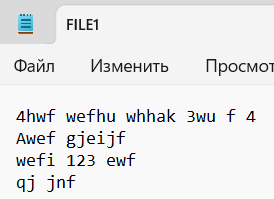 FILE1
Файл Изменить Просмот
4hwf wefhu whhak 3wu f 4
Awef gjeijf
wefi 123 ewf
qj jnf